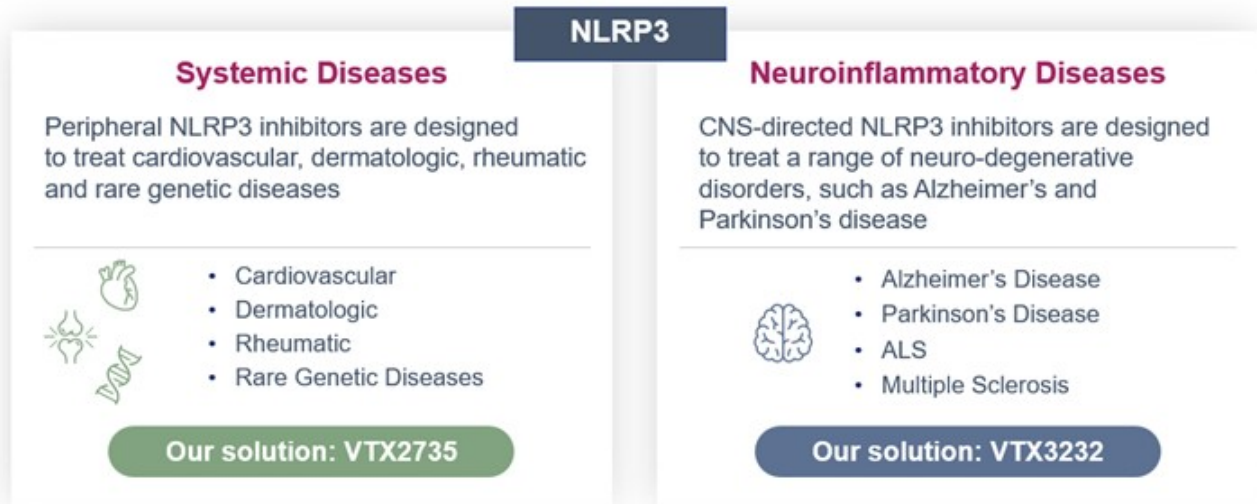 NLRP3
Systemic Diseases
Peripheral NLRP3 inhibitors are designed
to treat cardiovascular, dermatologic, rheumatic
and rare genetic diseases
• Cardiovascular
• Dermatologic
• Rheumatic
• Rare Genetic Diseases
Our solution: VTX2735
Neuroinflammatory Diseases
CNS-directed NLRP3 inhibitors are designed
to treat a range of neuro-degenerative
disorders, such as Alzheimer's and
Parkinson's disease
• Alzheimer's Disease
• Parkinson's Disease
• ALS
• Multiple Sclerosis
Our solution: VTX3232